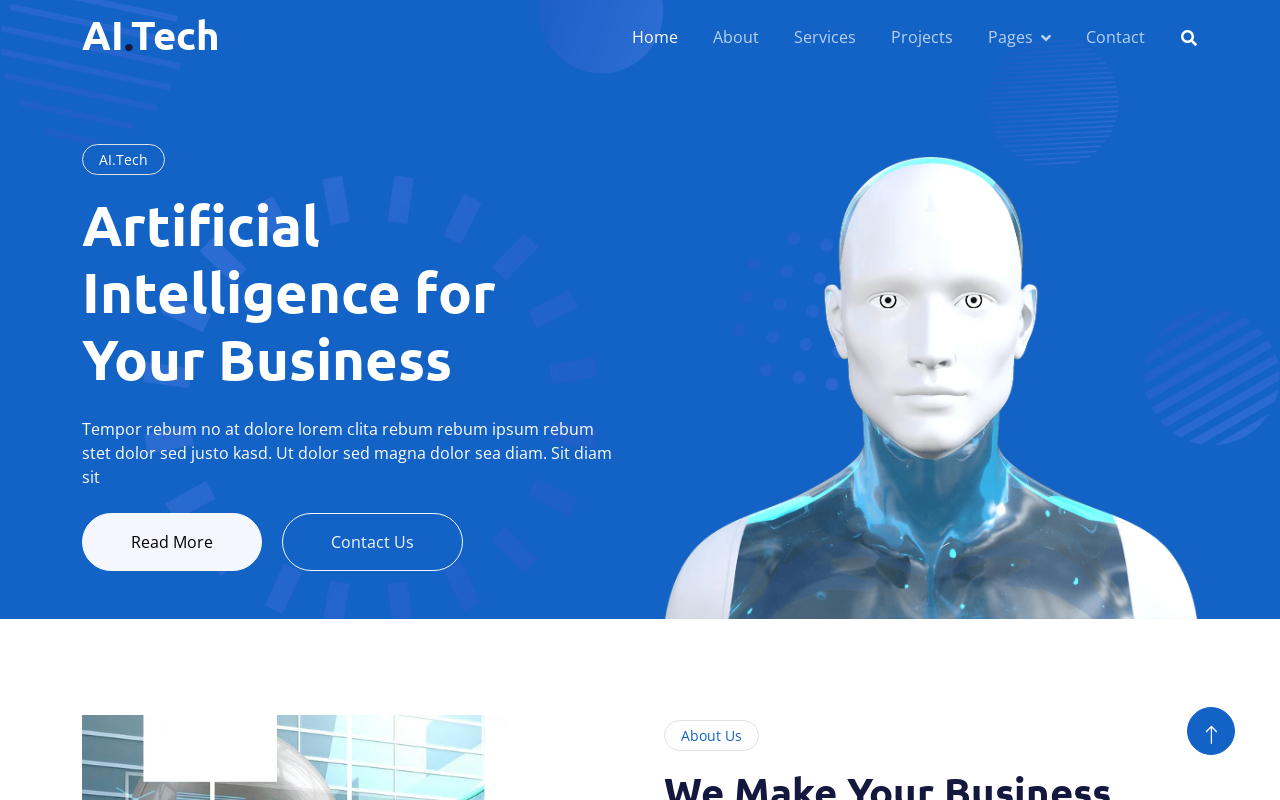 AI.Tech
Home About Services Projects Pages Contact
AI.Tech
Artificial
Intelligence for
Your Business
Tempor rebum no at dolore lorem clita rebum rebum ipsum rebum
stet dolor sed justo kasd. Ut dolor sed magna dolor sea diam. Sit diam
sit
Read More Contact Us
About Us
We Make Your Business